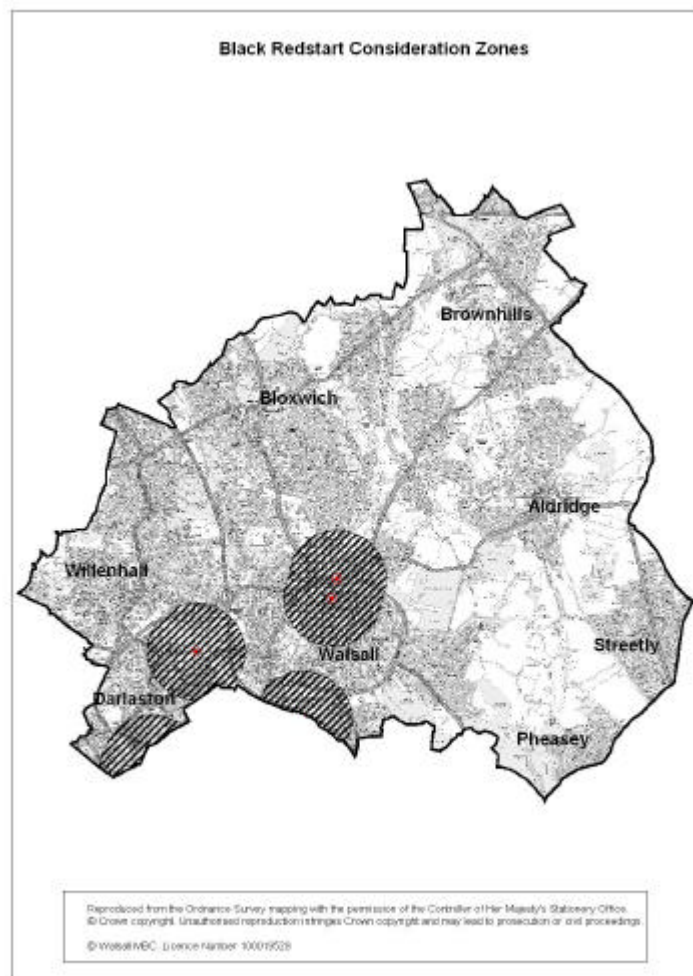 Black Redstart Consideration Zones
Brownhills
Bloxwich
Aldridge
Willenhall
Streetly
Walsall
Darlaston
Pheasey
Reproduced from the Ordnance Survey mapping with the permission of the Controller of Her Majesty's Stationery Office.
© Crown copyright. Unauthorised reproduction infringes Crown copyright and may lead to prosecution or civil proceedings.
© Walsall MBC. Licence Number 100019529